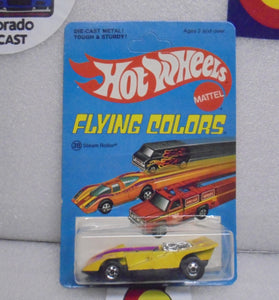 orado
CAST
DIE-CAST METAL!
TOUGH & STURDY!
Ages 3 and over.
Hot Wheels
MATTEL
FLYING COLORS
Steam Roller